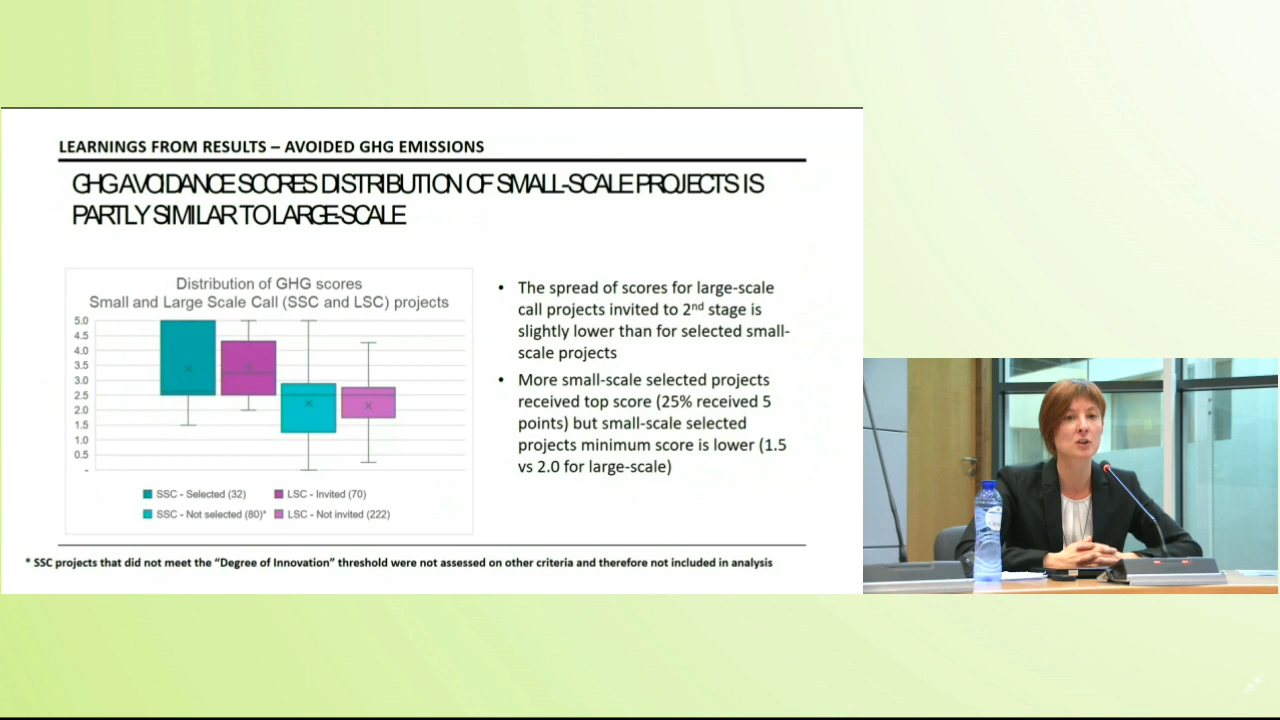 LEARNINGS FROM RESULTS – AVOIDED GHG EMISSIONS
GHG AVOIDANCE SCORES DISTRIBUTION OF SMALL-SCALE PROJECTS IS
PARTLY SIMILAR TO LARGE-SCALE
Distribution of GHG scores
Small and Large Scale Call (SSC and LSC) projects
5.0
4.5
4.0
3.5
3.0
2.5
2.0
1.5
1.0
0.5
-
SSC - Selected (32)
LSC - Invited (70)
SSC - Not selected (80)*
LSC - Not invited (222)
• The spread of scores for large-scale
call projects invited to 2nd stage is
slightly lower than for selected small-
scale projects
• More small-scale selected projects
received top score (25% received 5
points) but small-scale selected
projects minimum score is lower (1.5
vs 2.0 for large-scale)
* SSC projects that did not meet the “Degree of Innovation” threshold were not assessed on other criteria and therefore not included in analysis